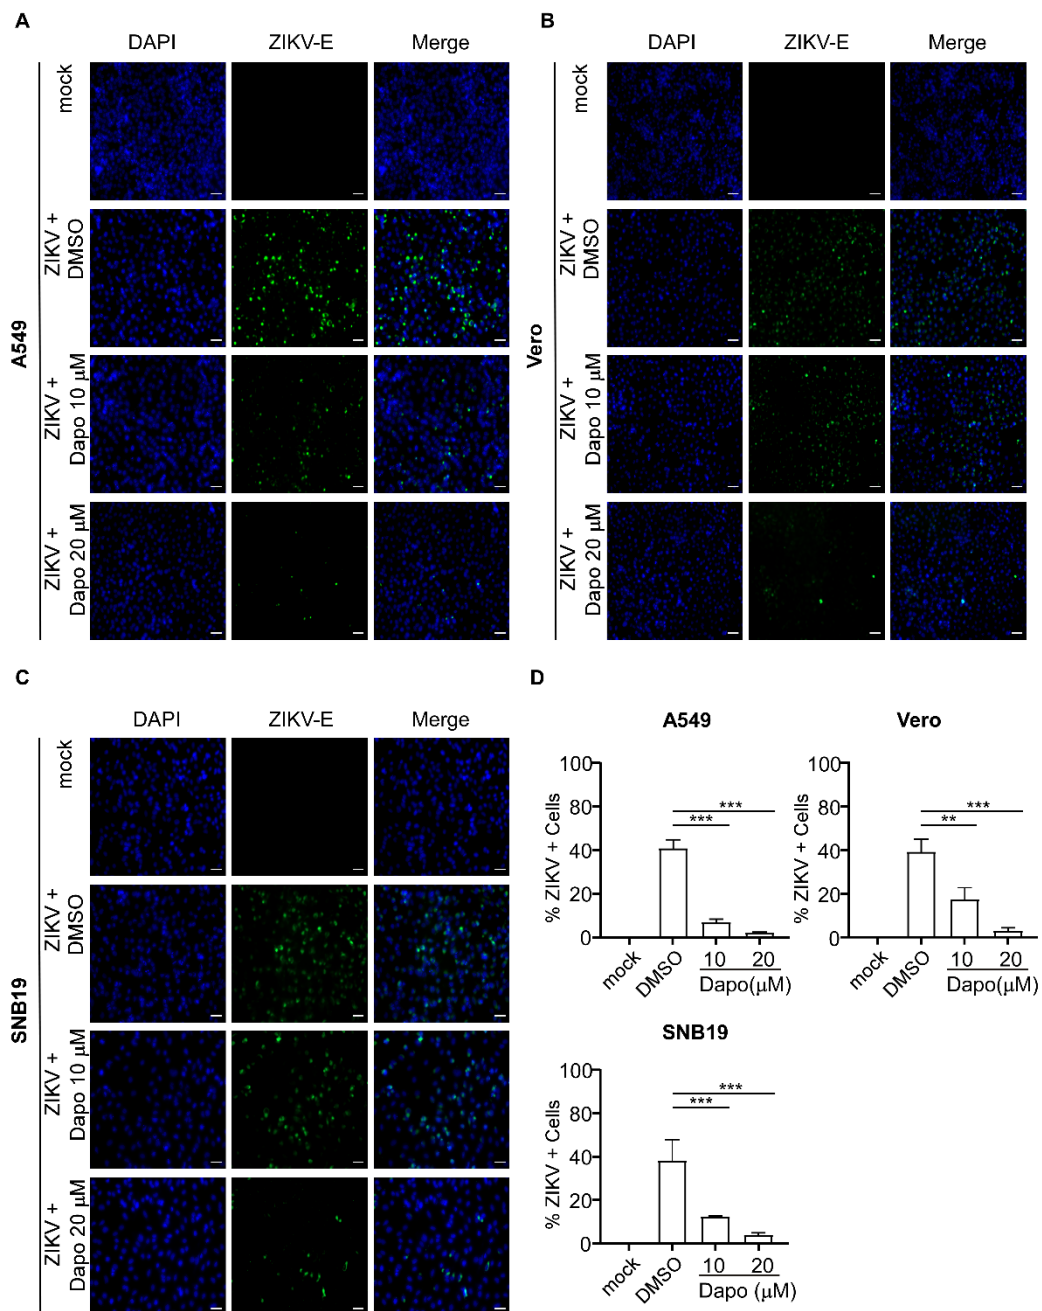 A
DAPI
ZIKV-E
Merge
A549
mock
ZIKV +
DMSO
ZIKV +
Dapo 10 µM
ZIKV +
Dapo 20 µM
B
DAPI
ZIKV-E
Merge
Vero
mock
ZIKV +
DMSO
ZIKV +
Dapo 10 µM
ZIKV +
Dapo 20 µM
C
DAPI
ZIKV-E
Merge
SNB19
mock
ZIKV +
DMSO
ZIKV +
Dapo 10 µM
ZIKV +
Dapo 20 µM
D
A549
% ZIKV + Cells
100
80
40
20
0
***
***
mock
DMSO
10
20
Dapo(µM)
Vero
% ZIKV + Cells
100
80
40
20
0
***
**
mock
DMSO
10
20
Dapo(µM)
SNB19
% ZIKV + Cells
100
80
40
20
0
***
***
mock
DMSO
10
20
Dapo (µM)